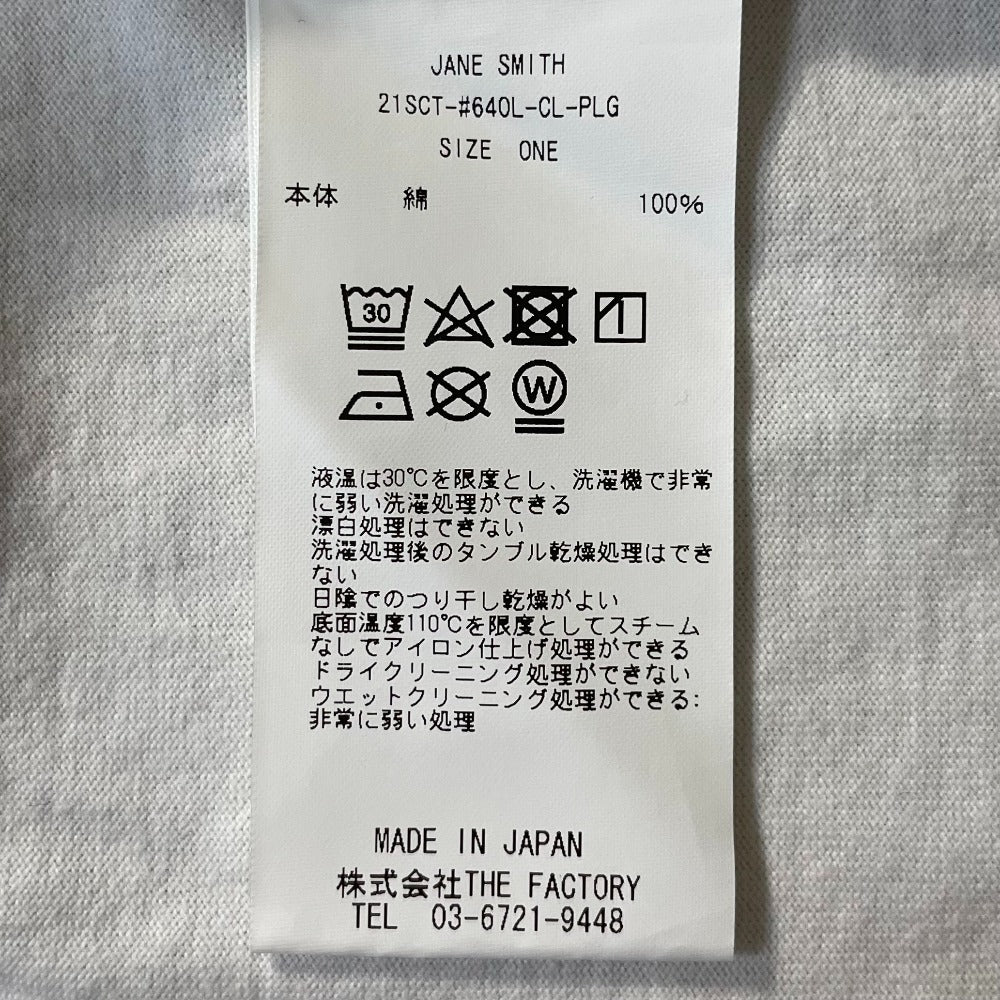 JANE SMITH
21SCT-#640L-CL-PLG
SIZE ONE
本体 綿 100%
30
W
液温は30℃を限度とし、洗濯機で非常
に弱い洗濯処理ができる
漂白処理はできない
洗濯処理後のタンブル乾燥処理はでき
ない
日陰でのつり干し乾燥がよい
底面温度110℃を限度としてスチーム
なしでアイロン仕上げ処理ができる
ドライクリーニング処理ができない
ウエットクリーニング処理ができる:
非常に弱い処理
MADE IN JAPAN
株式会社THE FACTORY
TEL 03-6721-9448